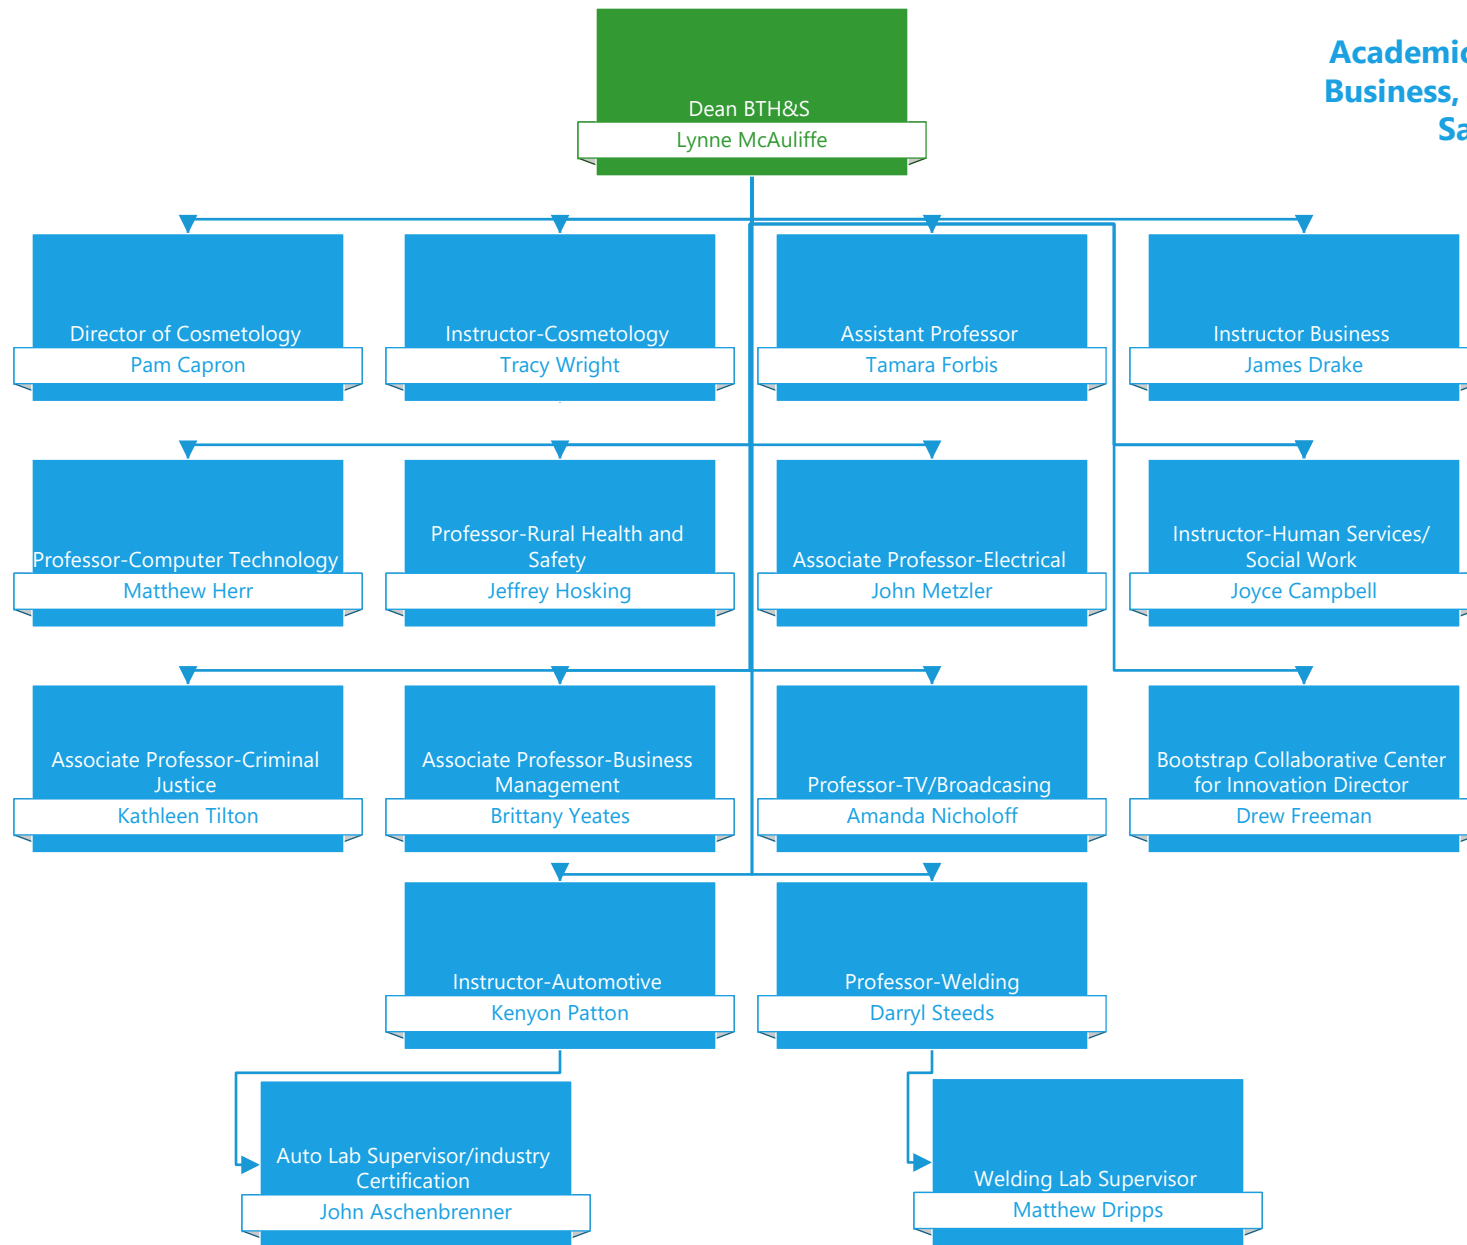 Academic
Business,
Dean BTH&S
Lynne McAuliffe
Director of Cosmetology
Pam Capron
Instructor-Cosmetology
Tracy Wright
Assistant Professor
Tamara Forbis
Instructor Business
James Drake
Professor-Computer Technology
Matthew Herr
Professor-Rural Health and
Safety
Jeffrey Hosking
Associate Professor-Electrical
John Metzler
Instructor-Human Services/
Social Work
Joyce Campbell
Associate Professor-Criminal
Justice
Kathleen Tilton
Associate Professor-Business
Management
Brittany Yeates
Professor-TV/Broadcasing
Amanda Nicholoff
Bootstrap Collaborative Center
for Innovation Director
Drew Freeman
Instructor-Automotive
Kenyon Patton
Professor-Welding
Darryl Steeds
Auto Lab Supervisor/industry
Certification
John Aschenbrenner
Welding Lab Supervisor
Matthew Dripps